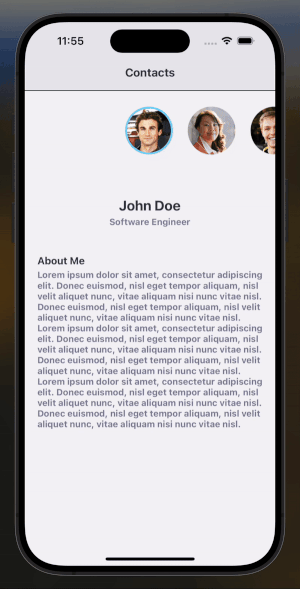 11:55
Contacts
John Doe
Software Engineer
About Me
Lorem ipsum dolor sit amet, consectetur adipiscing
elit. Donec euismod, nisl eget tempor aliquam, nisl
velit aliquet nunc, vitae aliquam nisi nunc vitae nisl.
Donec euismod, nisl eget tempor aliquam, nisl velit
aliquet nunc, vitae aliquam nisi nunc vitae nisl.
Lorem ipsum dolor sit amet, consectetur adipiscing
elit. Donec euismod, nisl eget tempor aliquam, nisl
velit aliquet nunc, vitae aliquam nisi nunc vitae nisl.
Donec euismod, nisl eget tempor aliquam, nisl velit
aliquet nunc, vitae aliquam nisi nunc vitae nisl.
Lorem ipsum dolor sit amet, consectetur adipiscing
elit. Donec euismod, nisl eget tempor aliquam, nisl
velit aliquet nunc, vitae aliquam nisi nunc vitae nisl.
Donec euismod, nisl eget tempor aliquam, nisl velit
aliquet nunc, vitae aliquam nisi nunc vitae nisl.